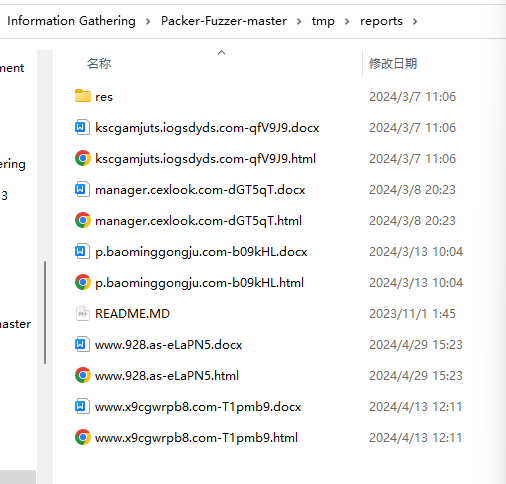 Information Gathering > Packer-Fuzzer-master > tmp > reports >
ment
ering
3
aster
名称 修改日期
res 2024/3/7 11:06
kscgamjuts.iogsdyds.com-qfV9J9.docx 2024/3/7 11:06
kscgamjuts.iogsdyds.com-qfV9J9.html 2024/3/7 11:06
manager.cexlook.com-dGT5qT.docx 2024/3/8 20:23
manager.cexlook.com-dGT5qT.html 2024/3/8 20:23
p.baominggongju.com-b09kHL.docx 2024/3/13 10:04
p.baominggongju.com-b09kHL.html 2024/3/13 10:04
README.MD 2023/11/1 1:45
www.928.as-eLaPN5.docx 2024/4/29 15:23
www.928.as-eLaPN5.html 2024/4/29 15:23
www.x9cgwrpb8.com-T1pmb9.docx 2024/4/13 12:11
www.x9cgwrpb8.com-T1pmb9.html 2024/4/13 12:11